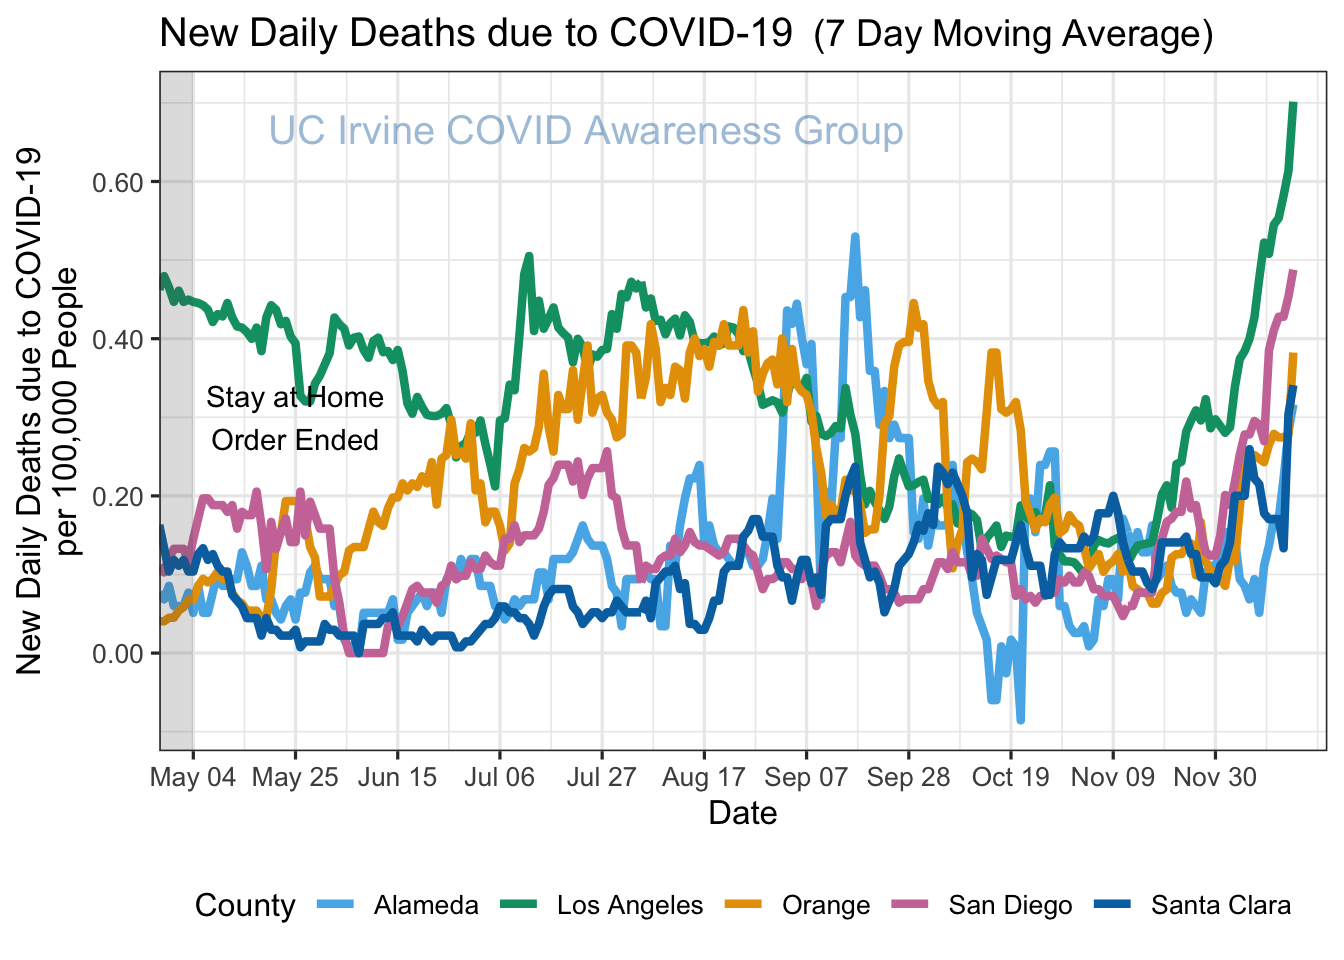 New Daily Deaths due to COVID-19 (7 Day Moving Average)
UC Irvine COVID Awareness Group
New Daily Deaths due to COVID-19
per 100,000 People
0.60
0.40
0.20
0.00
Stay at Home
Order Ended
May 04 May 25 Jun 15 Jul 06 Jul 27 Aug 17 Sep 07 Sep 28 Oct 19 Nov 09 Nov 30
Date
County Alameda Los Angeles Orange San Diego Santa Clara